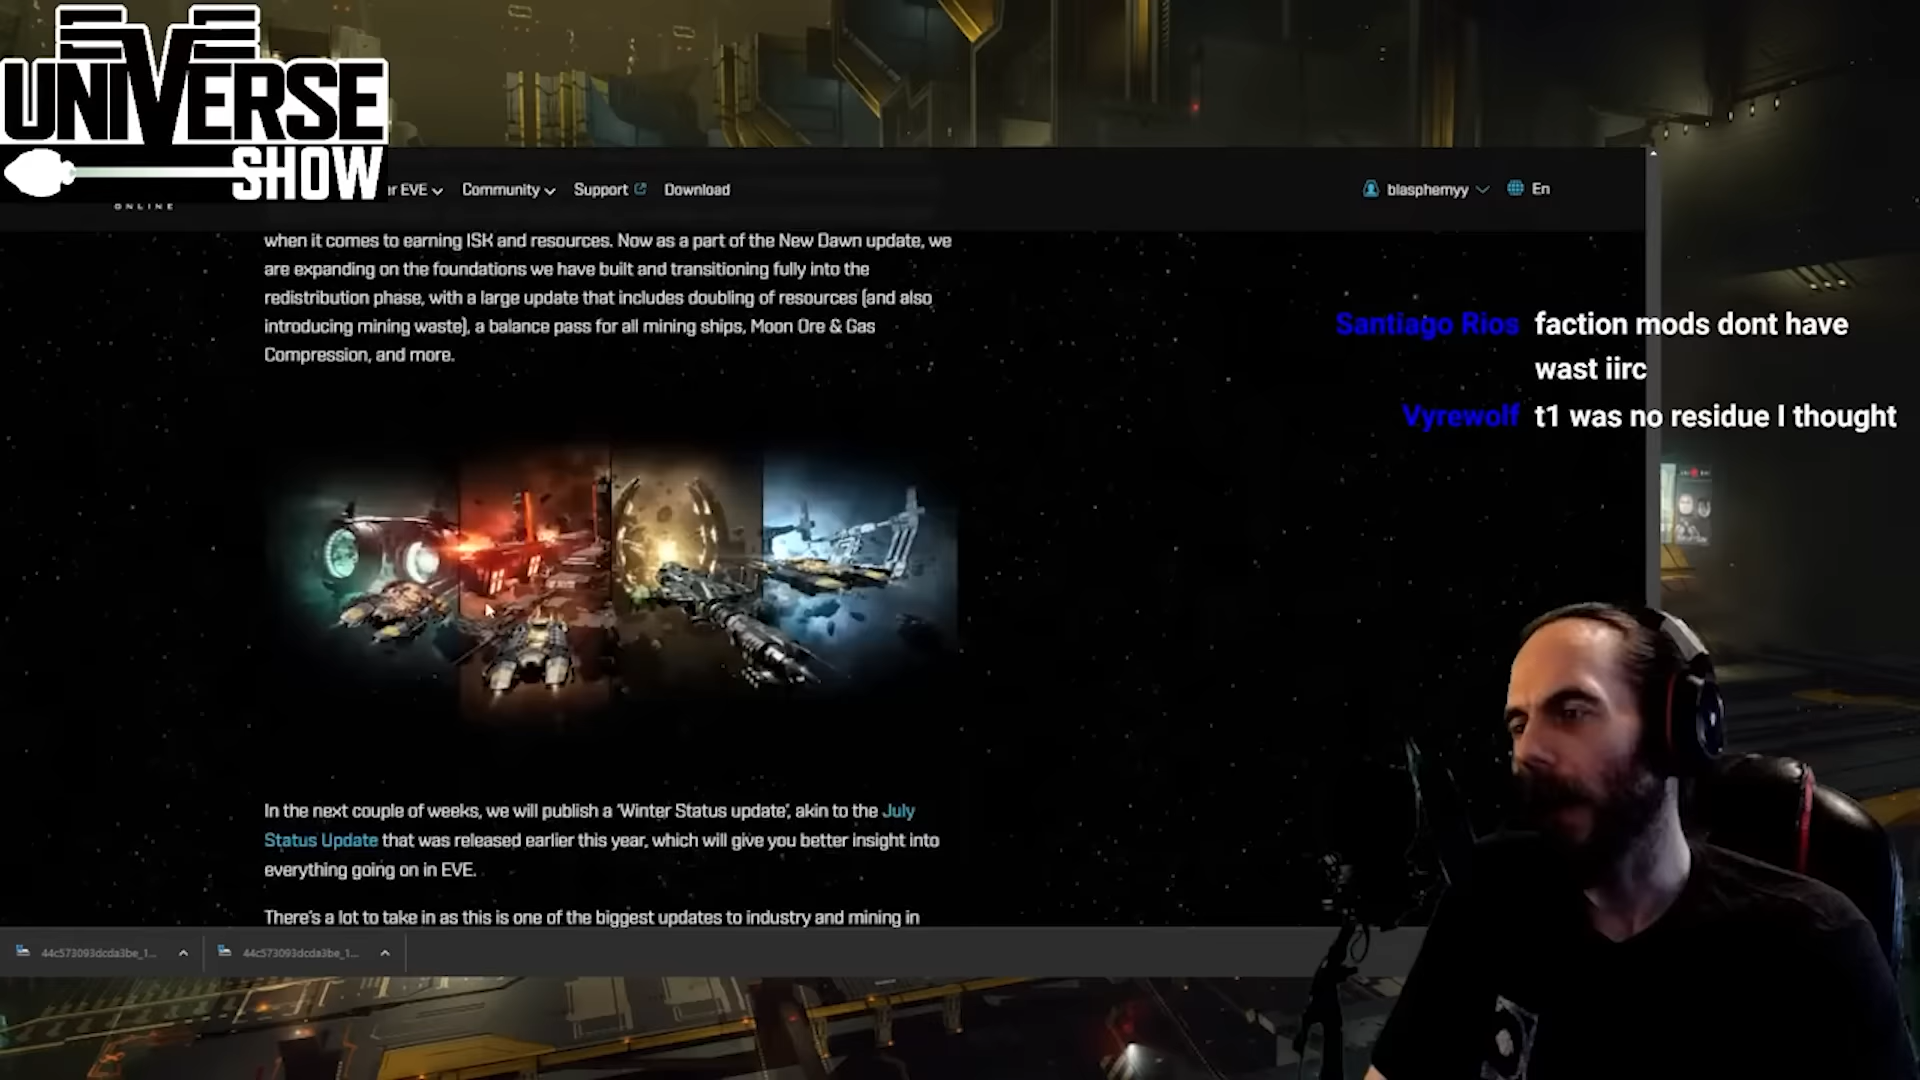 EVE
UNIVERSE
SHOW
ONLINE
r EVE Community Support Download
blasphemyy En
when it comes to earning ISK and resources. Now as a part of the New Dawn update, we
are expanding on the foundations we have built and transitioning fully into the
redistribution phase, with a large update that includes doubling of resources (and also
introducing mining waste), a balance pass for all mining ships, Moon Ore & Gas
Compression, and more.
Santiago Rios faction mods dont have
wast iirc
Vyrewolf t1 was no residue I thought
In the next couple of weeks, we will publish a 'Winter Status update', akin to the July
Status Update that was released earlier this year, which will give you better insight into
everything going on in EVE.
There's a lot to take in as this is one of the biggest updates to industry and mining in
44c573093dcda3be_1... 44c573093dcda3be_1...